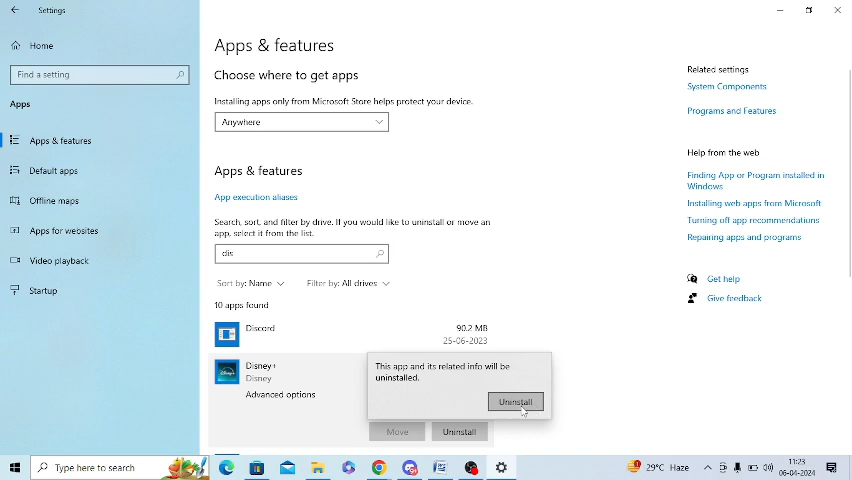 Settings
Home
Find a setting
Apps
Apps & features
Default apps
Offline maps
Apps for websites
Video playback
Startup
Apps & features
Choose where to get apps
Installing apps only from Microsoft Store helps protect your device.
Anywhere
Apps & features
App execution aliases
Search, sort, and filter by drive. If you would like to uninstall or move an
app, select it from the list.
dis
Sort by: Name
Filter by: All drives
10 apps found
Discord
90.2 MB
25-06-2023
Disney+
Disney
Advanced options
This app and its related info will be
uninstalled.
Uninstall
Move
Uninstall
Related settings
System Components
Programs and Features
Help from the web
Finding App or Program installed in
Windows
Installing web apps from Microsoft
Turning off app recommendations
Repairing apps and programs
Get help
Give feedback
Type here to search
29°C Haze
11:23
06-04-2024